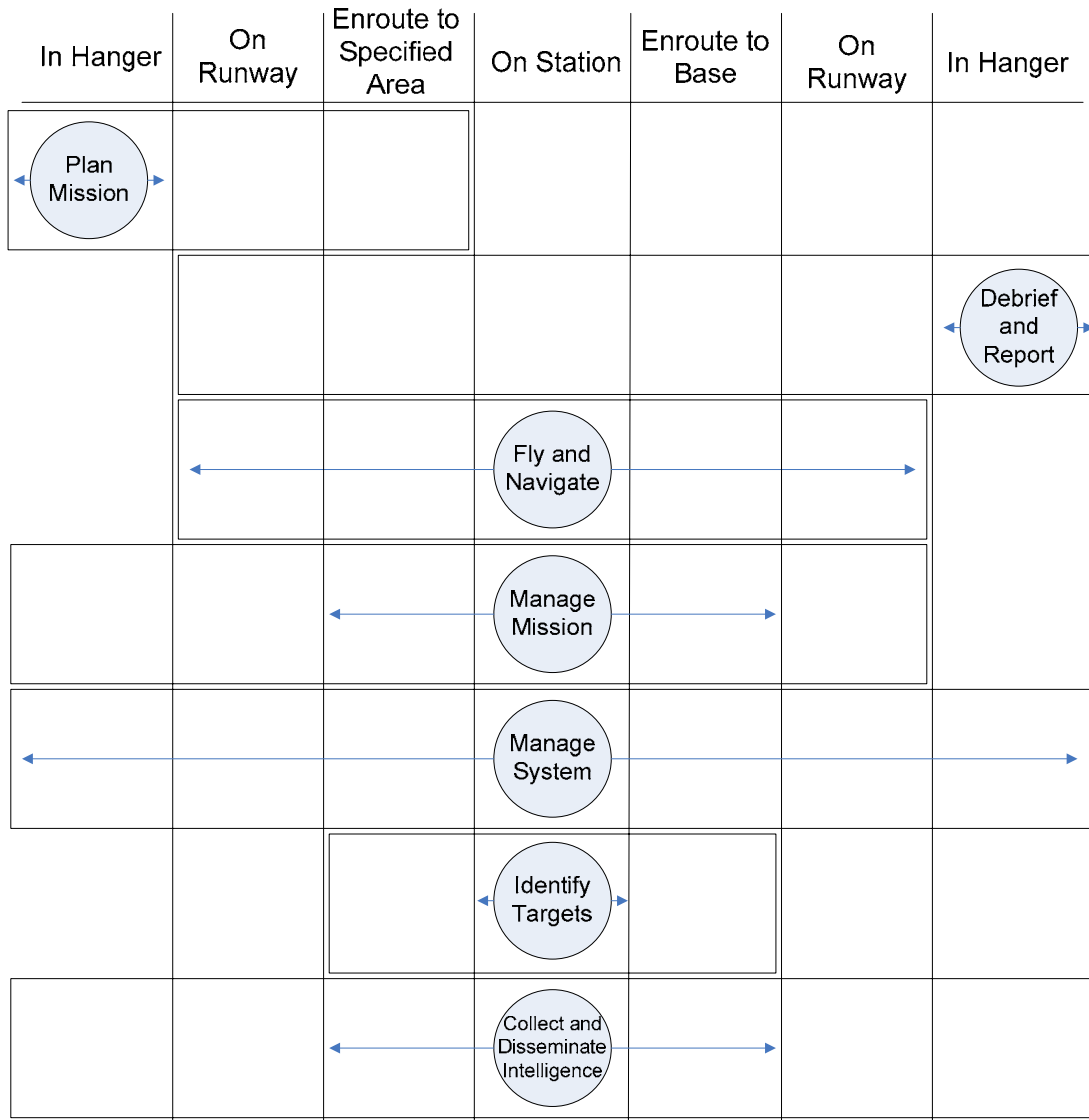 In Hanger
On
Runway
Enroute to
Specified
Area
On Station
Enroute to
Base
On
Runway
In Hanger
Plan
Mission
Debrief
and
Report
Fly and
Navigate
Manage
Mission
Manage
System
Identify
Targets
Collect and
Disseminate
Intelligence